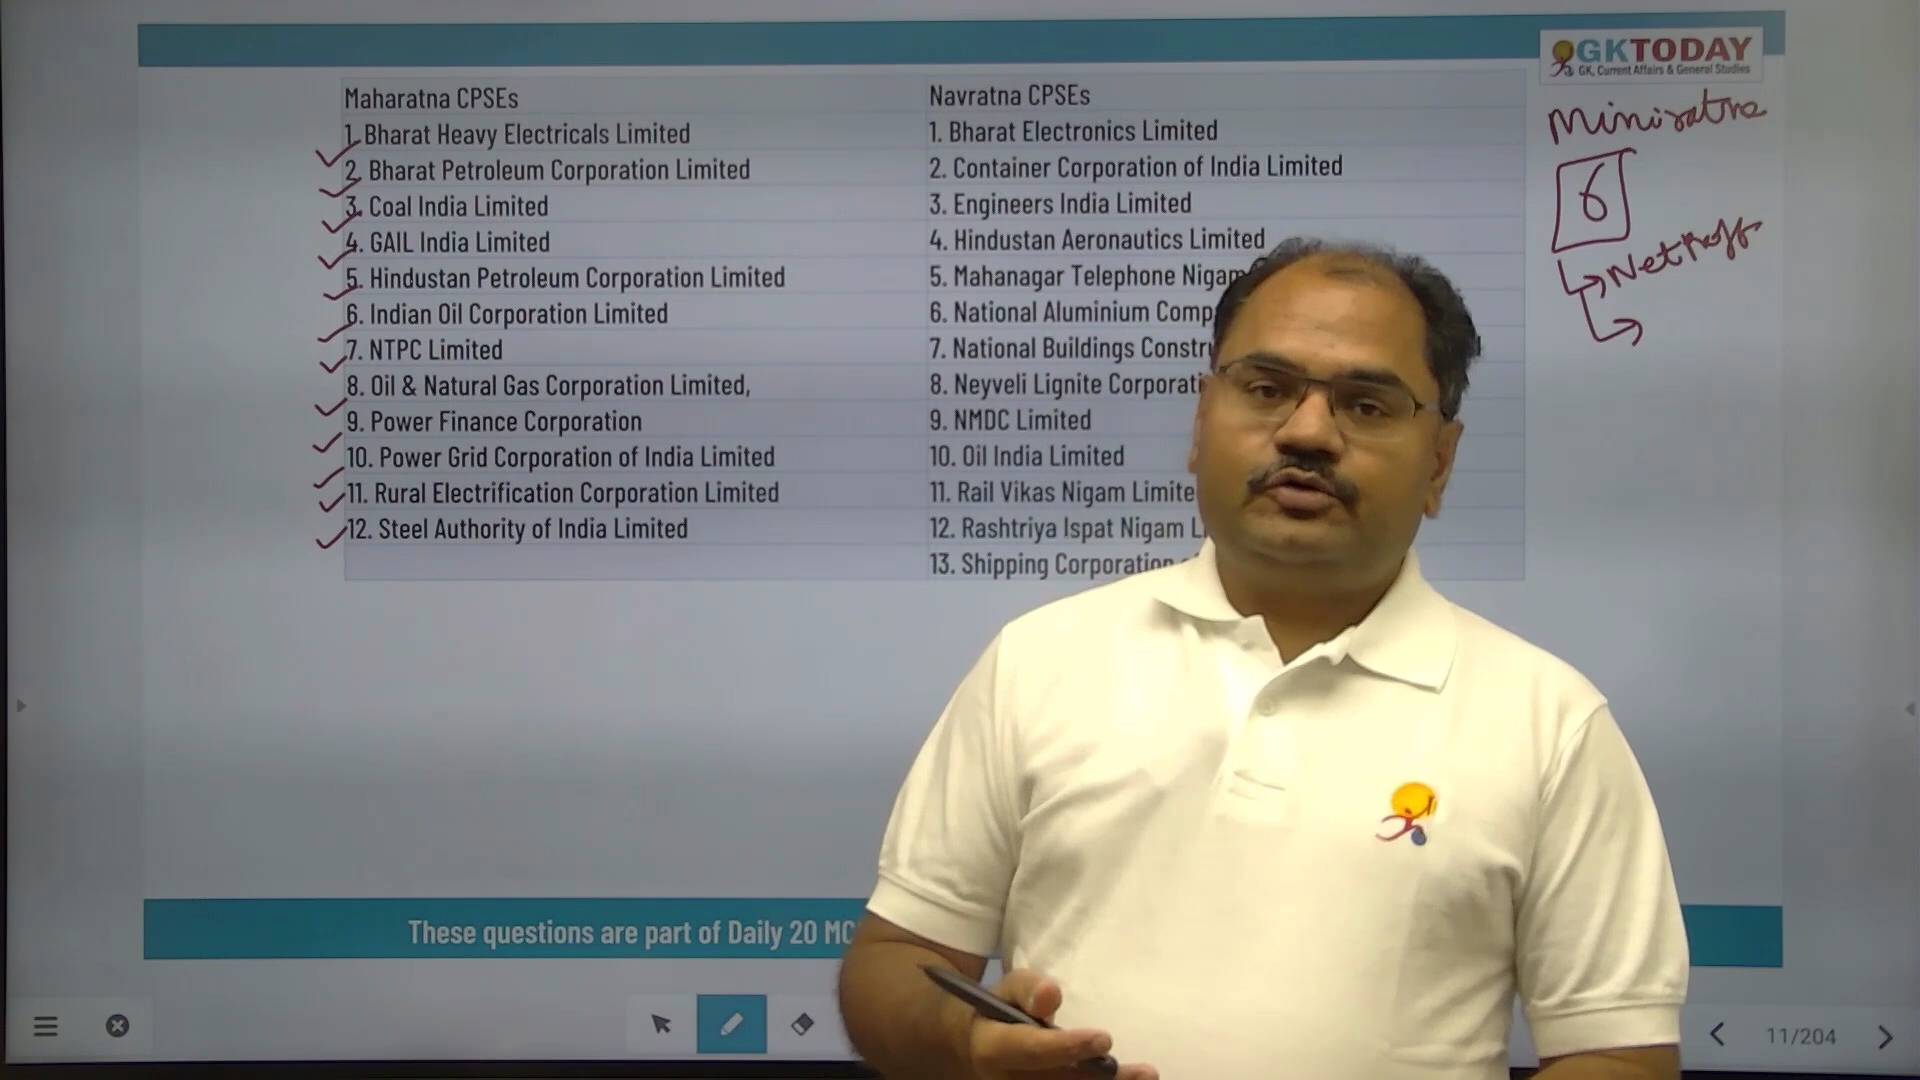 GKTODAY
GK, Current Affairs & General Studies
Maharatna CPSEs
1. Bharat Heavy Electricals Limited
2. Bharat Petroleum Corporation Limited
3. Coal India Limited
4. GAIL India Limited
5. Hindustan Petroleum Corporation Limited
6. Indian Oil Corporation Limited
7. NTPC Limited
8. Oil & Natural Gas Corporation Limited,
9. Power Finance Corporation
10. Power Grid Corporation of India Limited
11. Rural Electrification Corporation Limited
12. Steel Authority of India Limited
Navratna CPSEs
1. Bharat Electronics Limited
2. Container Corporation of India Limited
3. Engineers India Limited
4. Hindustan Aeronautics Limited
5. Mahanagar Telephone Nigam
6. National Aluminium Comp
7. National Buildings Constr
8. Neyveli Lignite Corporati
9. NMDC Limited
10. Oil India Limited
11. Rail Vikas Nigam Limite
12. Rashtriya Ispat Nigam L
13. Shipping Corporation
Miniratna
6
Net
These questions are part of Daily 20 MC
11/204